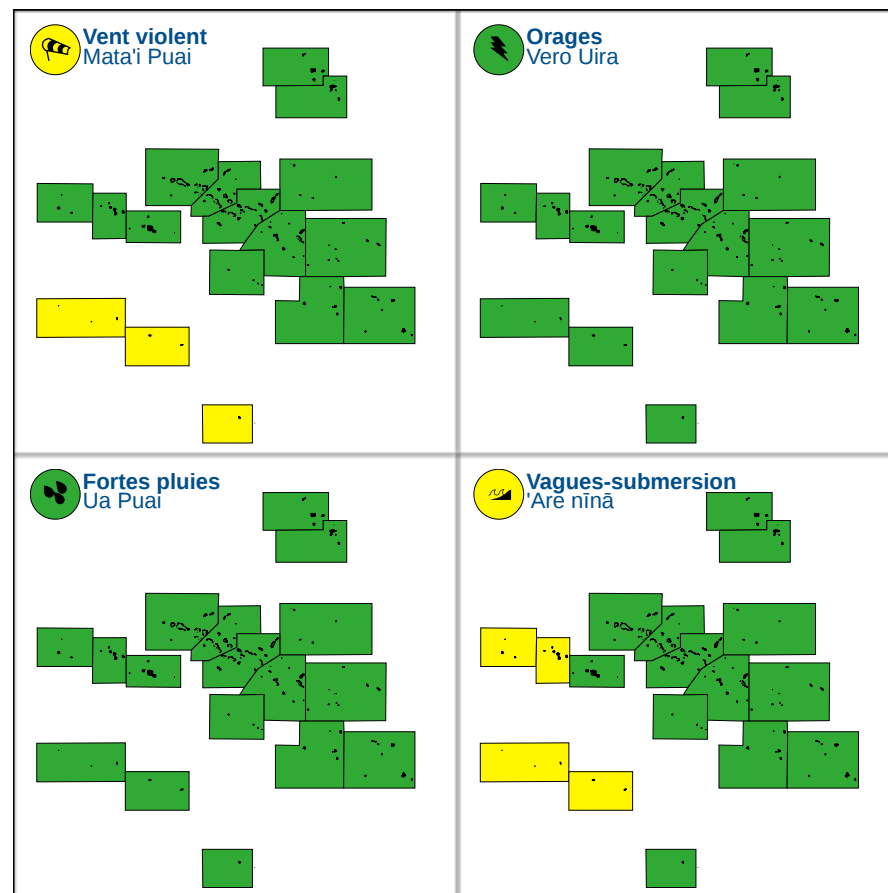 Vent violent
Mata'i Puai
Orages
Vero Uira
Fortes pluies
Ua Puai
Vagues-submersion
'Are nīnā